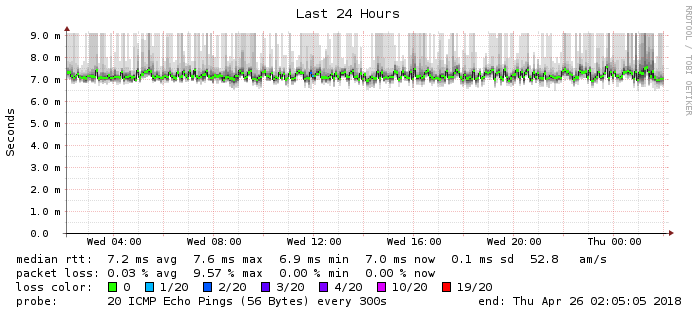 Last 24 Hours
RRDTOOL / TOBI OETIKER
Seconds
9.0 m
8.0 m
7.0 m
6.0 m
5.0 m
4.0 m
3.0 m
2.0 m
1.0 m
0.0
Wed 04:00 Wed 08:00 Wed 12:00 Wed 16:00 Wed 20:00 Thu 00:00
median rtt: 7.2 ms avg 7.6 ms max 6.9 ms min 7.0 ms now 0.1 ms sd 52.8 am/s
packet loss: 0.03 % avg 9.57 % max 0.00 % min 0.00 % now
loss color: 0 1/20 2/20 3/20 4/20 10/20 19/20
probe: 20 ICMP Echo Pings (56 Bytes) every 300s end: Thu Apr 26 02:05:05 2018